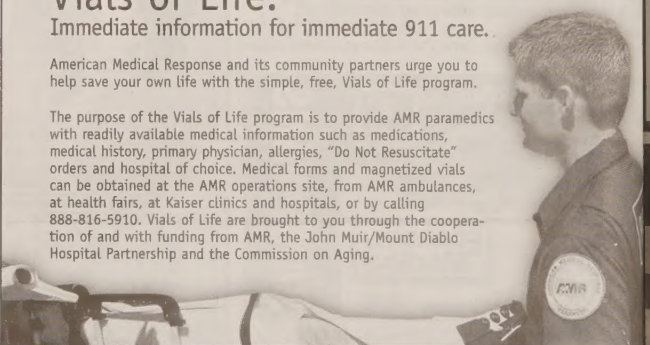 Vials of Life.
Immediate information for immediate 911 care.
American Medical Response and its community partners urge you to
help save your own life with the simple, free, Vials of Life program.
The purpose of the Vials of Life program is to provide AMR paramedics
with readily available medical information such as medications,
medical history, primary physician, allergies, “Do Not Resuscitate”
orders and hospital of choice. Medical forms and magnetized vials
can be obtained at the AMR operations site, from AMR ambulances,
at health fairs, at Kaiser clinics and hospitals, or by calling
888-816-5910. Vials of Life are brought to you through the coopera-
tion of and with funding from AMR, the John Muir/Mount Diablo
Hospital Partnership and the Commission on Aging.
AMR